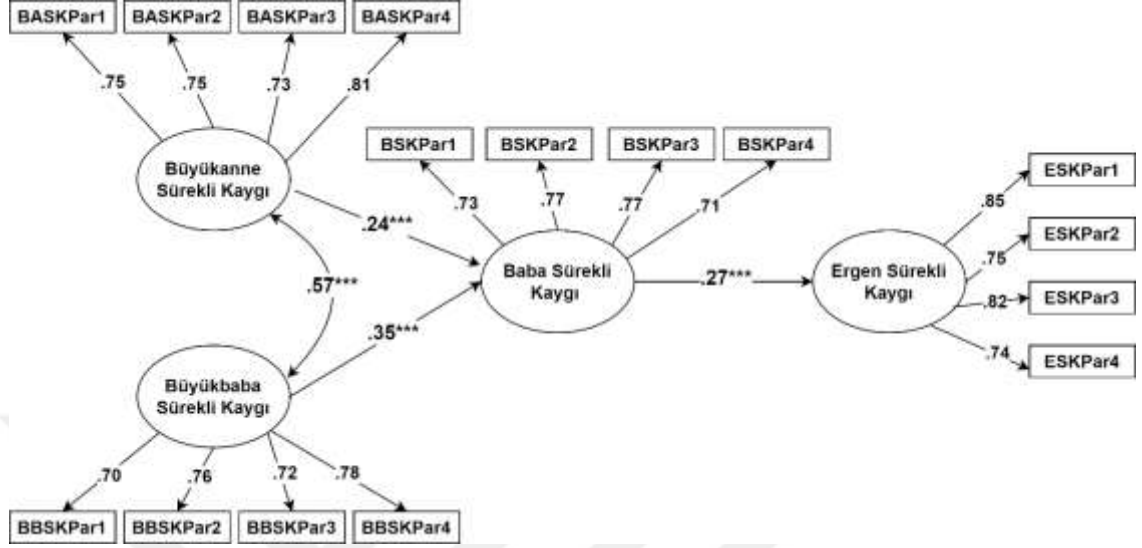 BASKPar1 BASKPar2 BASKPar3 BASKPar4
.75 .75 .73 .81
Büyükanne
Sürekli Kaygı
BSKPar1 BSKPar2 BSKPar3 BSKPar4
.73 .77 .77 .71
ESKPar1
.85
ESKPar2
.75
ESKPar3
.82
ESKPar4
.74
.24***
.57***
.35***
Baba Sürekli
Kaygı
.27***
Ergen Sürekli
Kaygı
Büyükbaba
Sürekli Kaygı
.70 .76 .72 .78
BBSKPar1 BBSKPar2 BBSKPar3 BBSKPar4